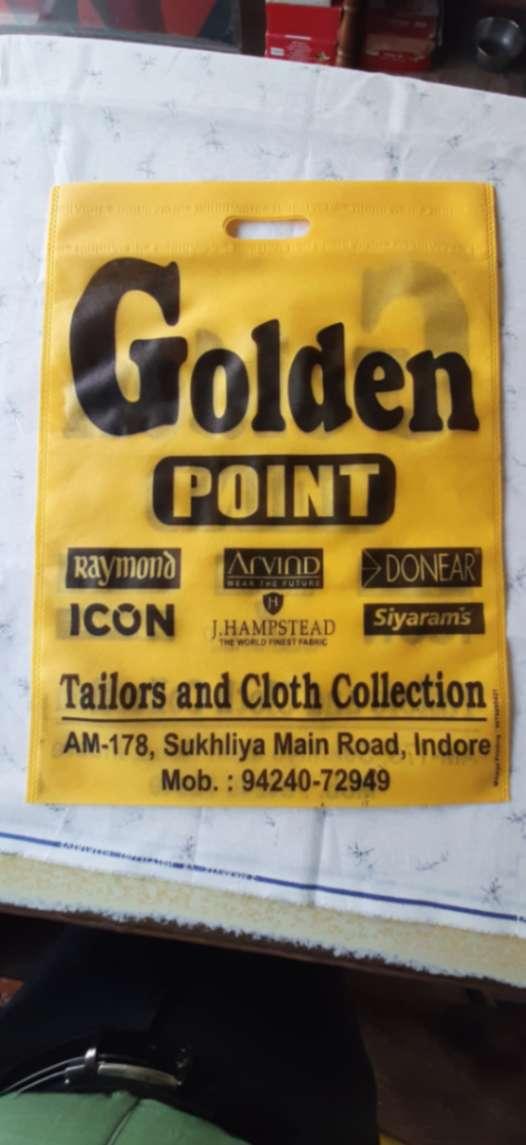 Golden
POINT
Raymond ARVIND DONEAR
WEAR THE FUTURE
ICON J.HAMPSTEAD Siyaram's
THE WORLD FINEST FABRIC
Tailors and Cloth Collection
AM-178, Sukhliya Main Road, Indore
Mob. : 94240-72949